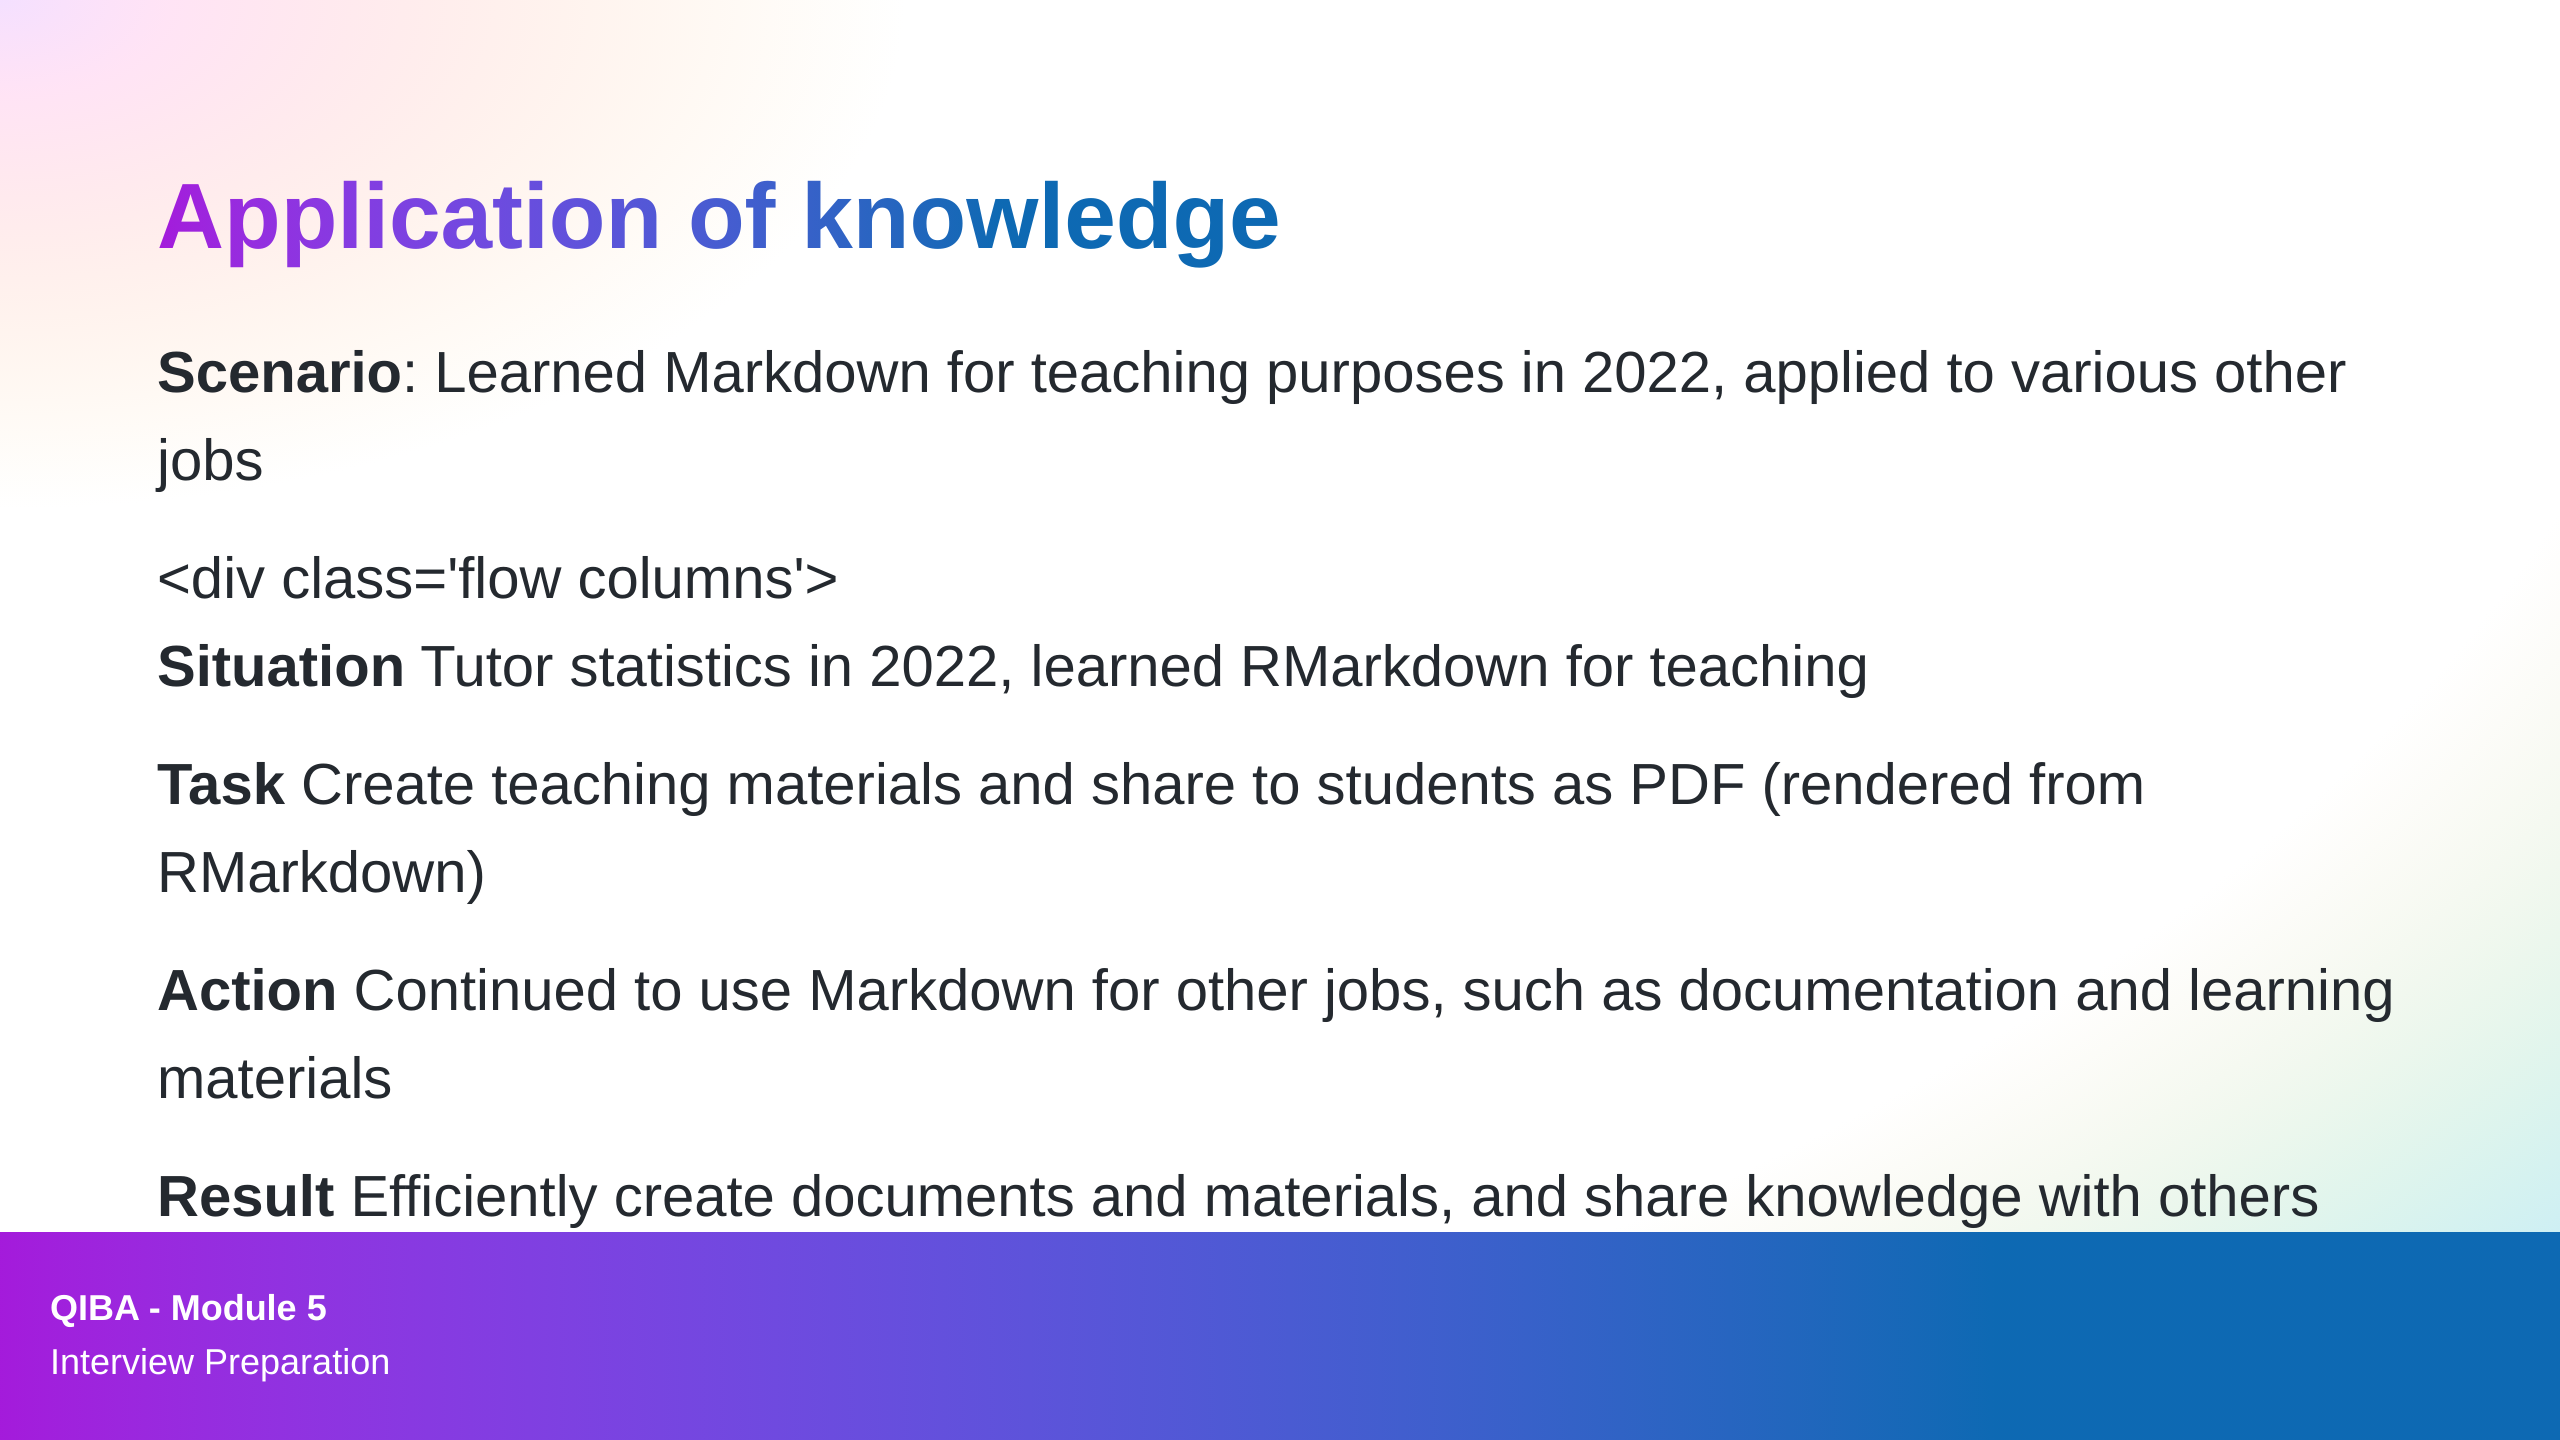 Application of knowledge
Scenario: Learned Markdown for teaching purposes in 2022, applied to various other
jobs
<div class='flow columns'>
Situation Tutor statistics in 2022, learned RMarkdown for teaching
Task Create teaching materials and share to students as PDF (rendered from
RMarkdown)
Action Continued to use Markdown for other jobs, such as documentation and learning
materials
Result Efficiently create documents and materials, and share knowledge with others
QIBA - Module 5
Interview Preparation